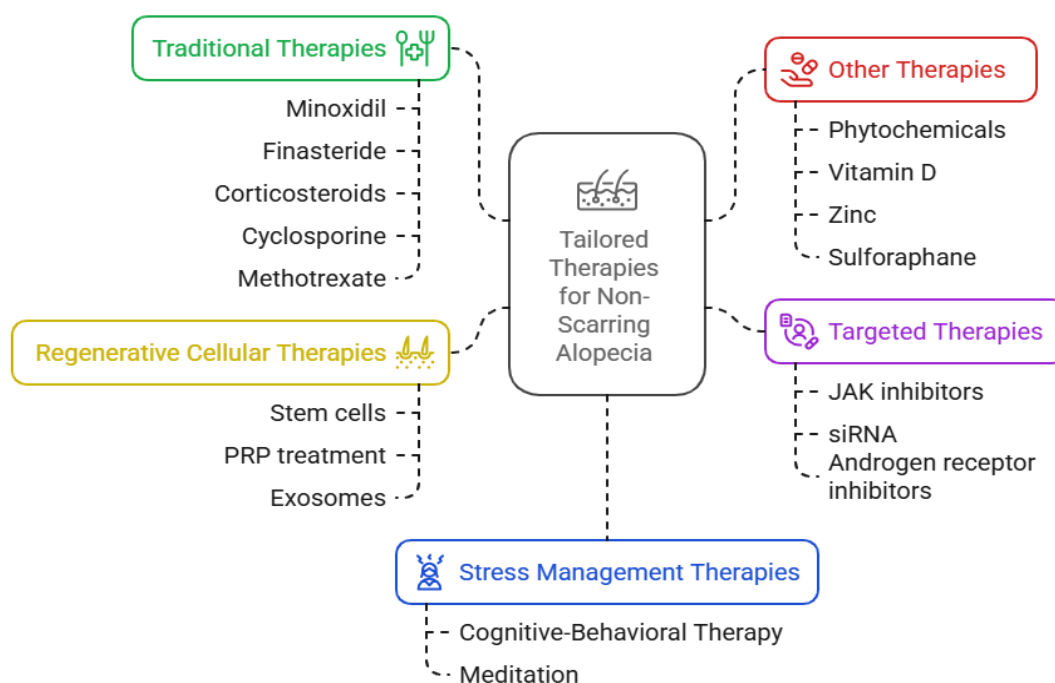 Traditional Therapies
Minoxidil
Finasteride
Corticosteroids
Cyclosporine
Methotrexate
Regenerative Cellular Therapies
Stem cells
PRP treatment
Exosomes
Tailored
Therapies
for Non-
Scarring
Alopecia
Other Therapies
Phytochemicals
Vitamin D
Zinc
Sulforaphane
Targeted Therapies
JAK inhibitors
siRNA
Androgen receptor
inhibitors
Stress Management Therapies
Cognitive-Behavioral Therapy
Meditation